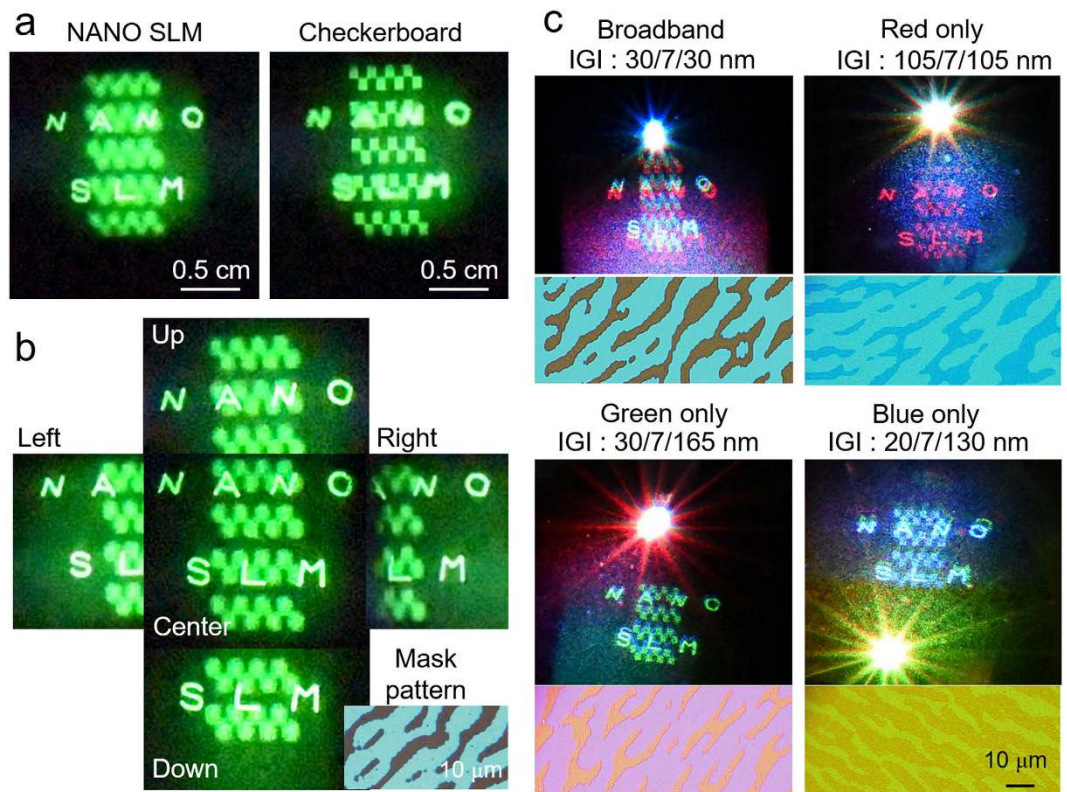 a
NANO SLM
Checkerboard
N A N O
S L M
0.5 cm
N A N O
S L M
0.5 cm
b
Up
N A N O
Left
Right
N A
S L
N A N O
S L M
Center
N O
L M
S L M
Down
Mask
pattern
10 μm
c
Broadband
IGI : 30/7/30 nm
N A N O
S L M
Red only
IGI : 105/7/105 nm
N A N O
S L M
Green only
IGI : 30/7/165 nm
N A N O
S L M
Blue only
IGI : 20/7/130 nm
N A N O
S L M
10 μm